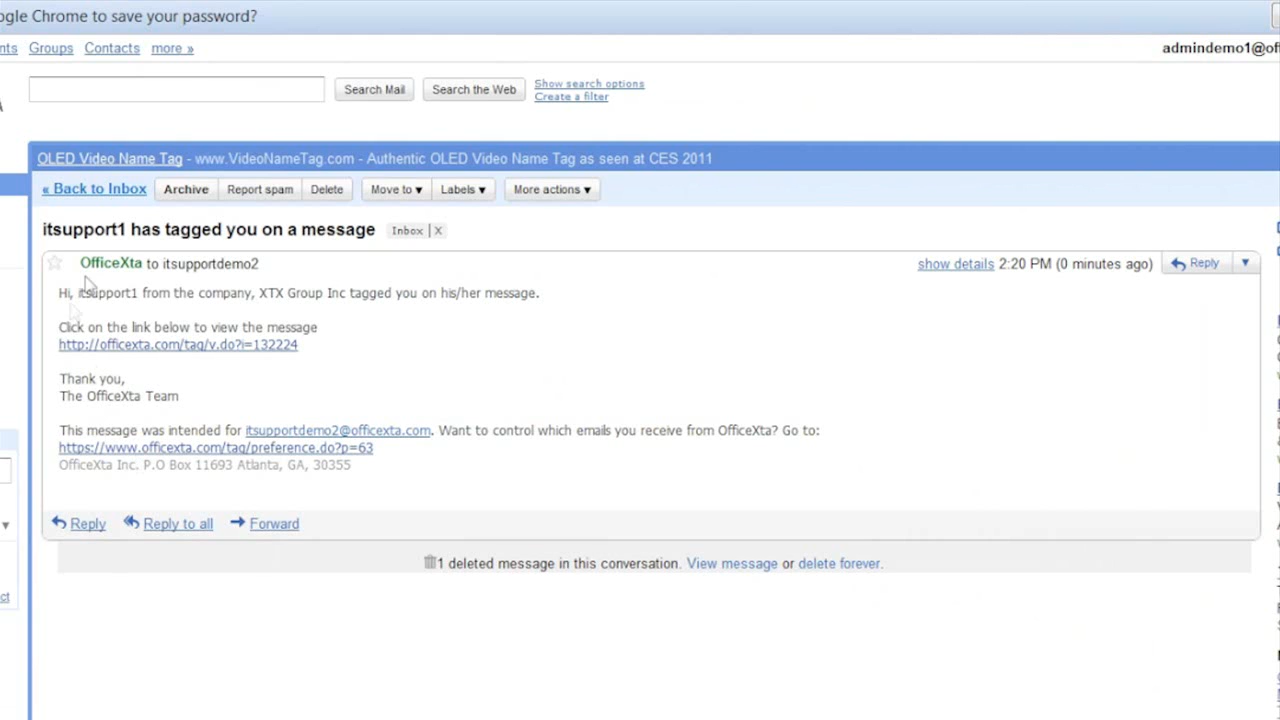 ogle Chrome to save your password?
nts Groups Contacts more »
admindemo1@of
Search Mail Search the Web Show search options
Create a filter
OLED Video Name Tag - www.VideoNameTag.com - Authentic OLED Video Name Tag as seen at CES 2011
« Back to Inbox Archive Report spam Delete Move to ▼ Labels ▼ More actions ▼
itsupport1 has tagged you on a message Inbox | X
OfficeXta to itsupportdemo2 show details 2:20 PM (0 minutes ago) Reply
Hi, itsupport1 from the company, XTX Group Inc tagged you on his/her message.
Click on the link below to view the message
http://officexta.com/tag/v.do?i=132224
Thank you,
The OfficeXta Team
This message was intended for itsupportdemo2@officexta.com. Want to control which emails you receive from OfficeXta? Go to:
https://www.officexta.com/tag/preference.do?p=63
OfficeXta Inc. P.O Box 11693 Atlanta, GA, 30355
Reply Reply to all Forward
1 deleted message in this conversation. View message or delete forever.
ct